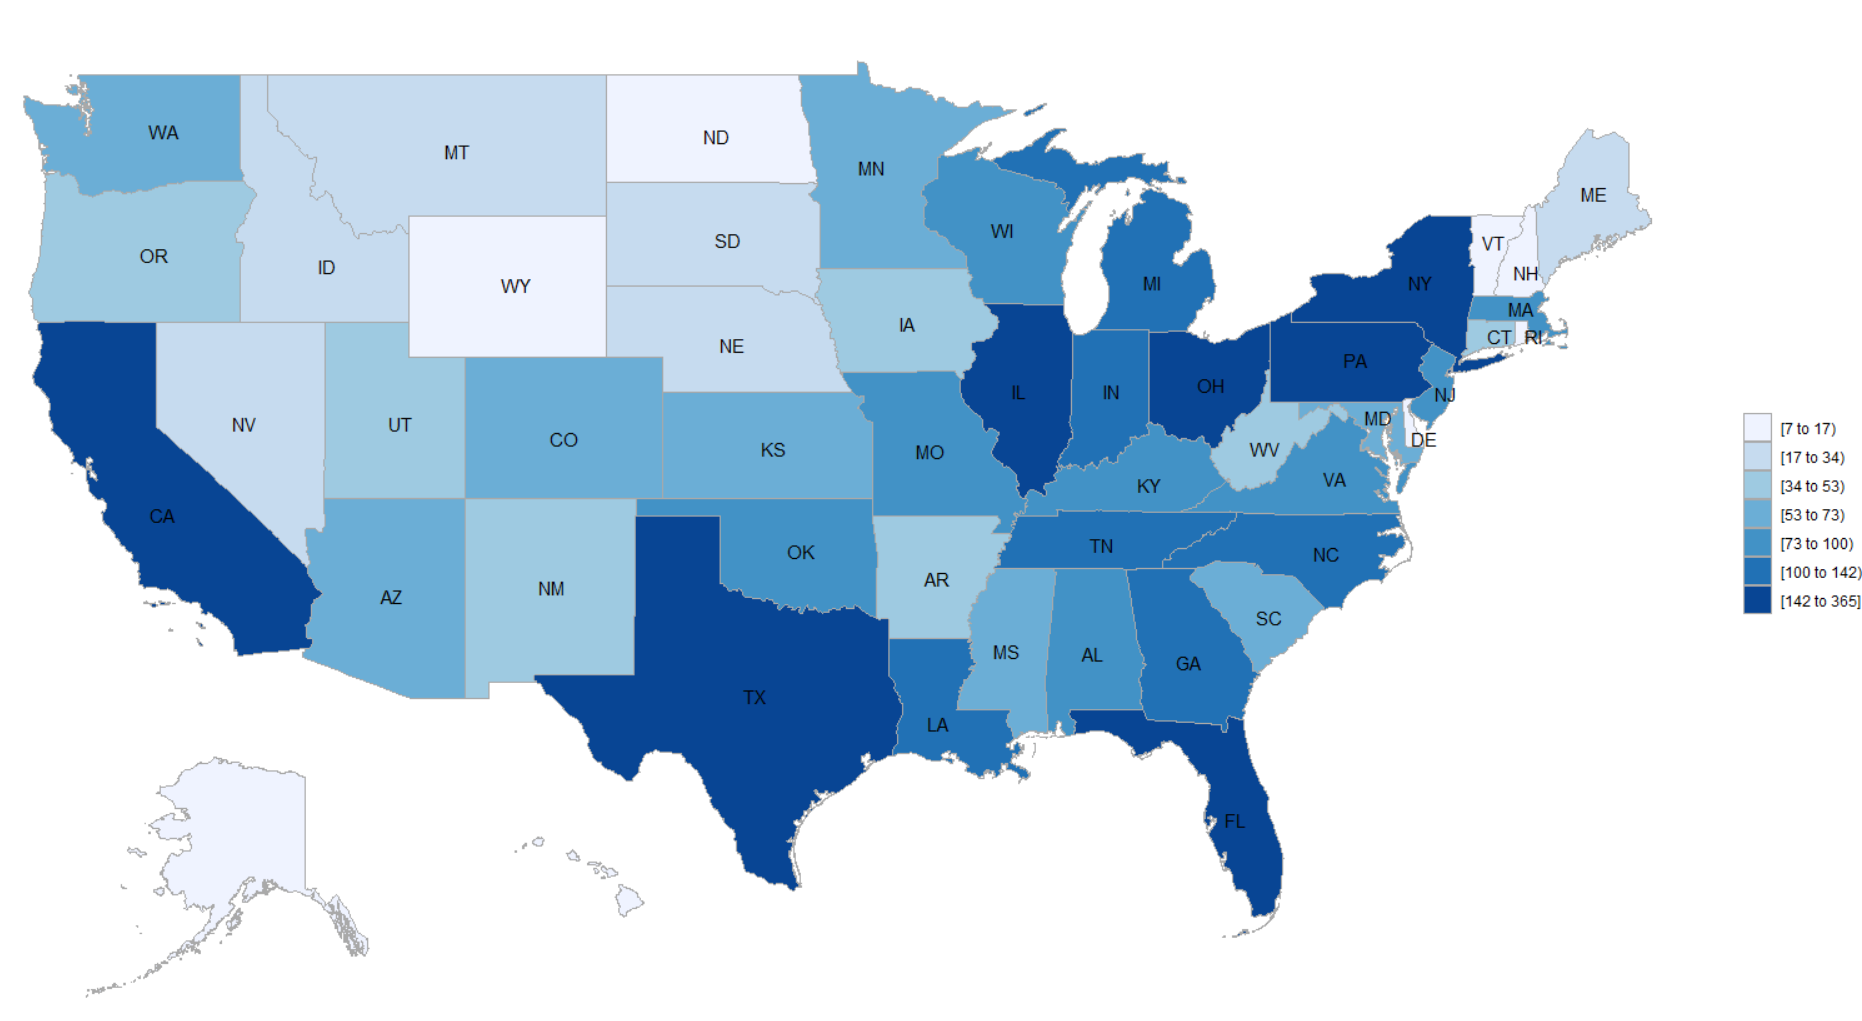 WA
MT
ND
MN
OR
ID
WY
SD
WI
MI
NY
VT
NH
ME
MA
CT
RI
NE
IA
PA
NJ
NV
UT
CO
KS
MO
IL
IN
OH
WV
MD
DE
VA
KY
CA
AZ
NM
OK
AR
TN
NC
SC
MS
AL
GA
TX
LA
FL
[7 to 17)
[17 to 34)
[34 to 53)
[53 to 73)
[73 to 100)
[100 to 142)
[142 to 365]